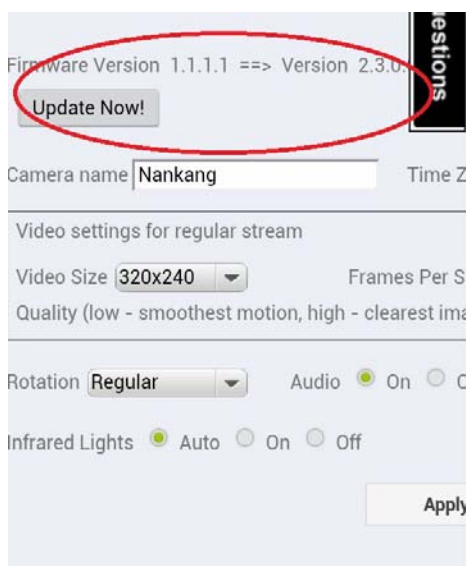 uestions
Firmware Version 1.1.1.1 ==> Version 2.3.0.
Update Now!
Camera name Nankang Time Z
Video settings for regular stream
Video Size 320x240 Frames Per S
Quality (low - smoothest motion, high - clearest ima
Rotation Regular Audio On O
Infrared Lights Auto On Off
Apply